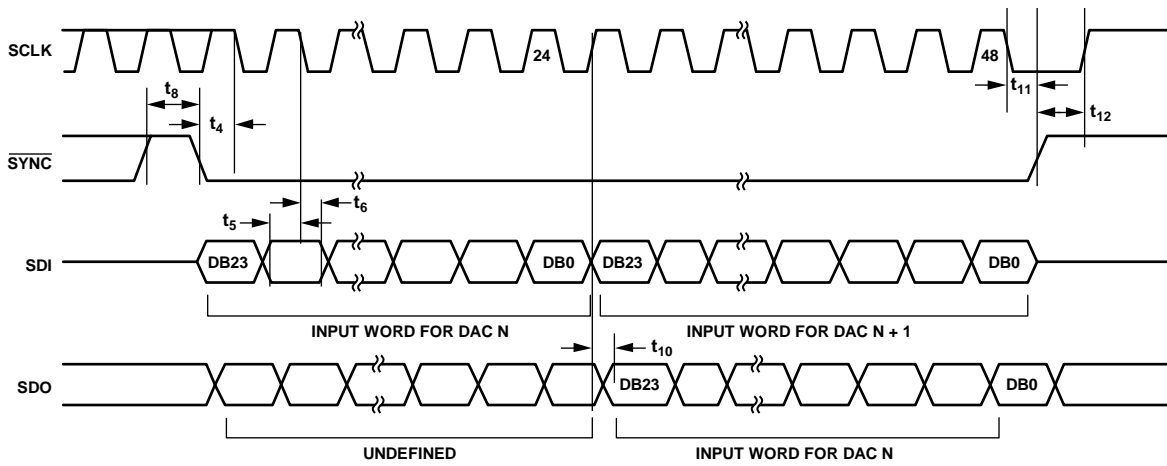 SCLK
24
48
t8
t4
t11
t12
SYNC
t5
t6
SDI
DB23
DB0
DB23
DB0
INPUT WORD FOR DAC N
INPUT WORD FOR DAC N + 1
t10
SDO
DB23
DB0
UNDEFINED
INPUT WORD FOR DAC N